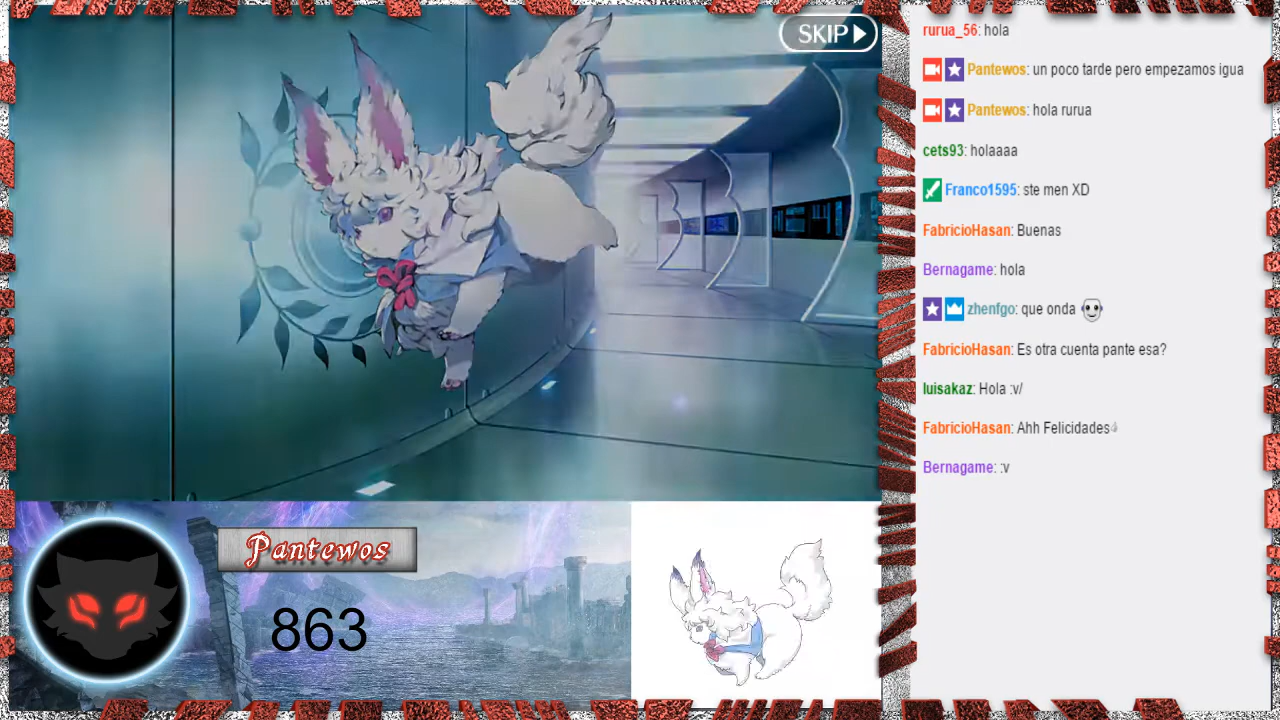 SKIP
rurua_56: hola
Pantewos: un poco tarde pero empezamos igua
Pantewos: hola rurua
cets93: holaaaa
Franco1595: ste men XD
FabricioHasan: Buenas
Bernagame: hola
zhenfgo: que onda
FabricioHasan: Es otra cuenta pante esa?
luisakaz: Hola :v/
FabricioHasan: Ahh Felicidades
Bernagame: :v
Pantewos
863